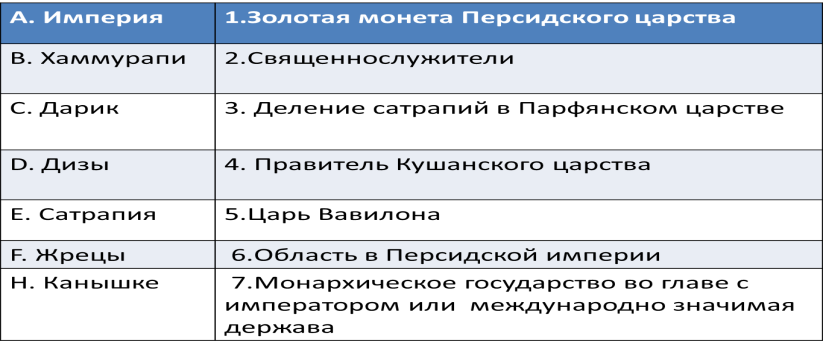 A. Империя 1.Золотая монета Персидского царства
B. Хаммурапи 2.Священнослужители
C. Дарик 3. Деление сатрапий в Парфянском царстве
D. Дизы 4. Правитель Кушанского царства
E. Сатрапия 5.Царь Вавилона
F. Жрецы 6.Область в Персидской империи
H. Канышке 7.Монархическое государство во главе с
императором или международно значимая
держава